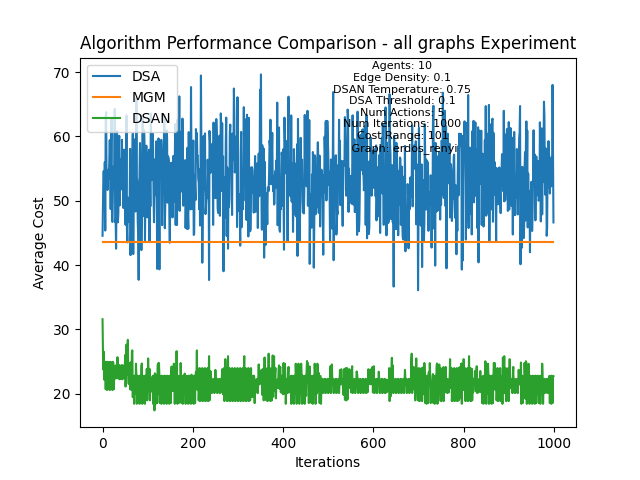 Algorithm Performance Comparison - all graphs Experiment
DSA
MGM
DSAN
Agents: 10
Edge Density: 0.1
DSAN Temperature: 0.75
DSA Threshold: 0.1
Num Actions: 5
Num Iterations: 1000
Cost Range: 101
Graph: erdos_renyi
Average Cost
70
60
50
40
30
20
0
200
400
600
800
1000
Iterations